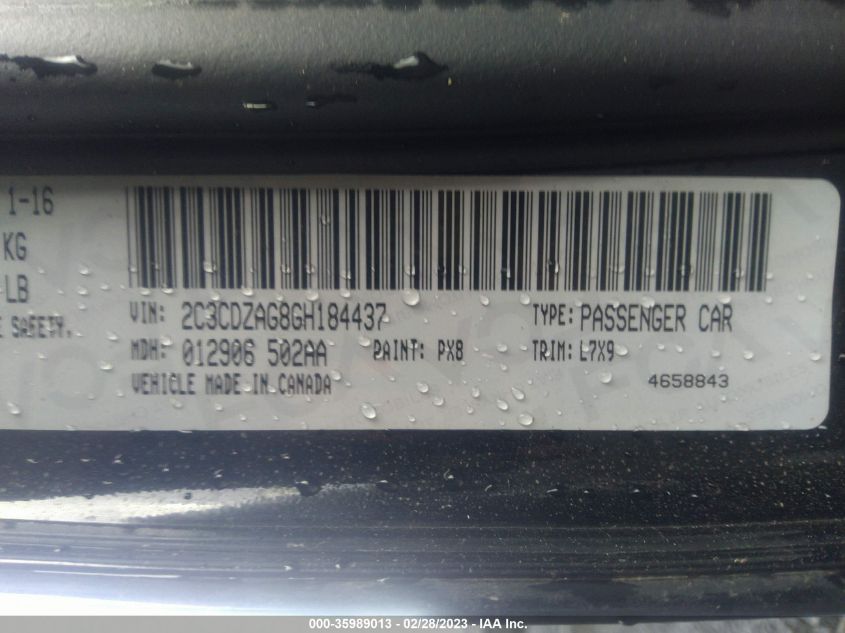 1-16
KG
LB
E SAFETY.
VIN: 2C3CDZAG8GH184437 TYPE: PASSENGER CAR
MDH: 012906 502AA PAINT: PX8 TRIM: L7X9
VEHICLE MADE IN CANADA 4658843
000-35989013 - 02/28/2023 - IAA Inc.